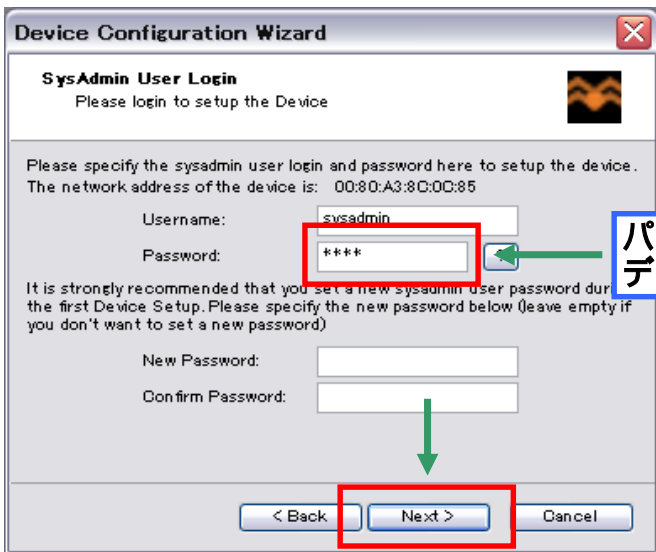 Device Configuration Wizard
SysAdmin User Login
Please login to setup the Device
Please specify the sysadmin user login and password here to setup the device.
The network address of the device is: 00:80:A3:8C:0C:85
Username: sysadmin
Password: ****
パ
デ
It is strongly recommended that you set a new sysadmin user password duri
the first Device Setup. Please specify the new password below (leave empty if
you don't want to set a new password)
New Password:
Confirm Password:
< Back Next > Cancel